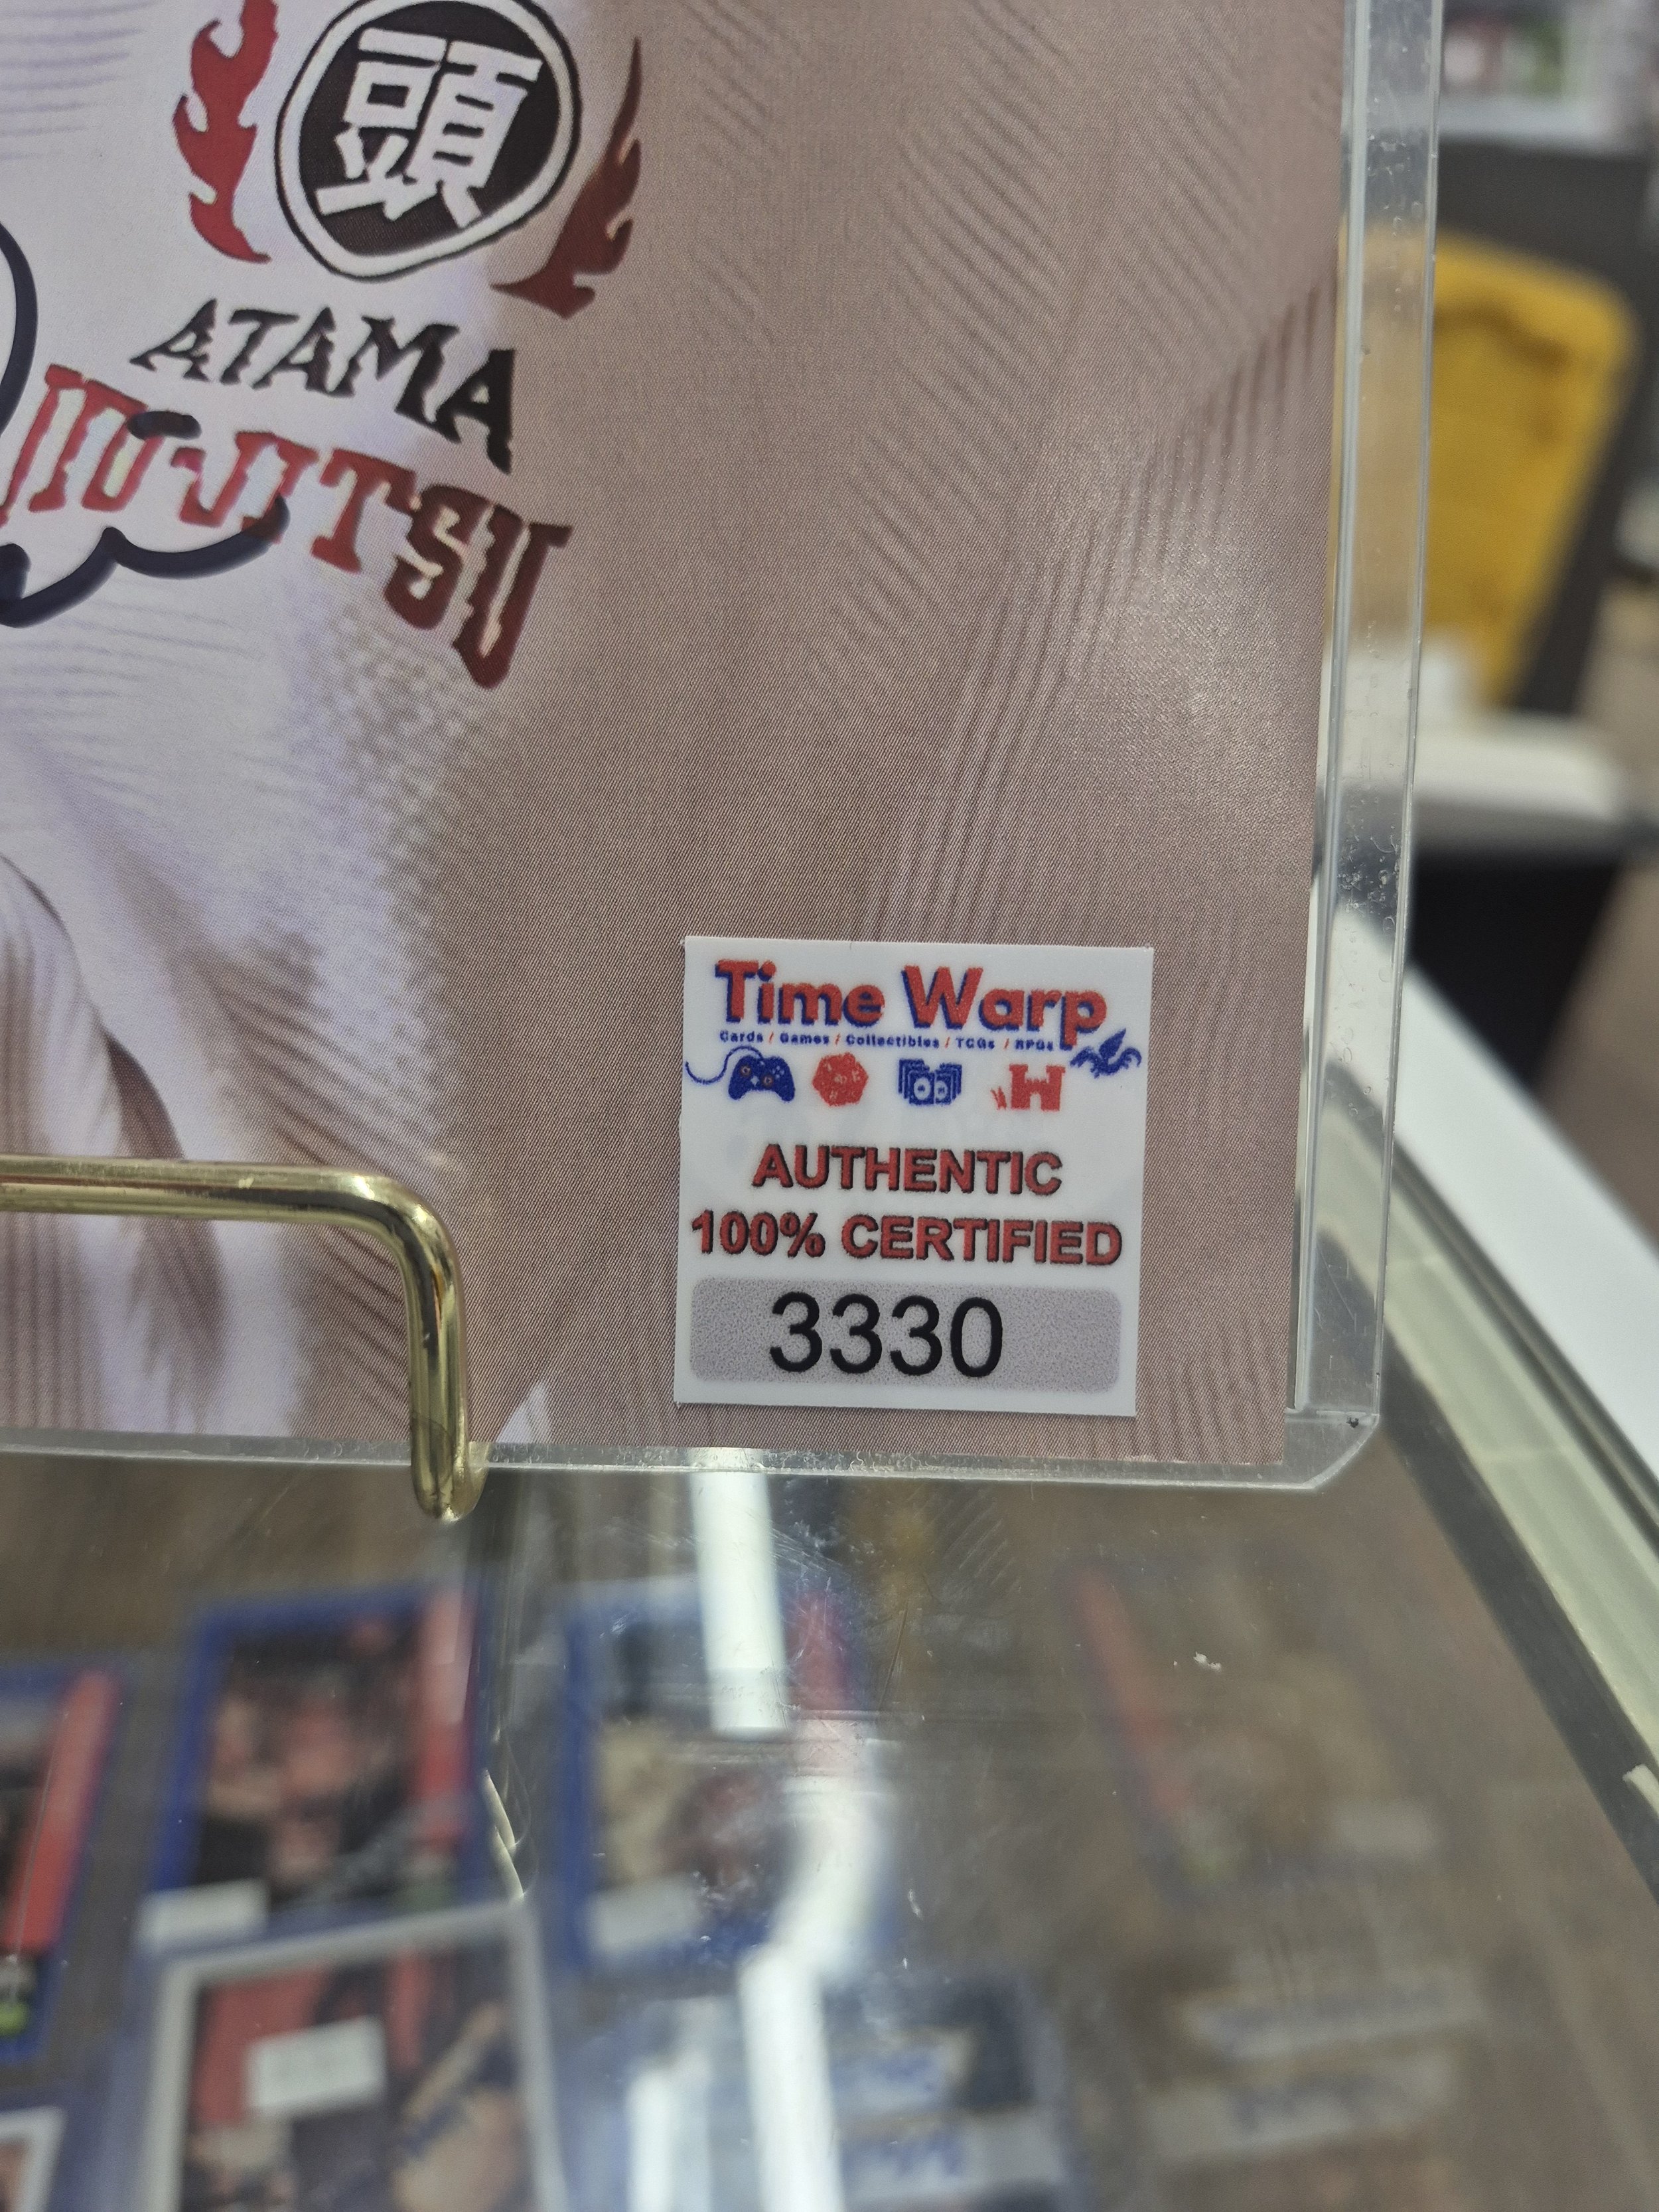 頭
ATAMA
JIU-JITSU
Time Warp
Cards / Games / Collectibles / TCGs / RPGs
AUTHENTIC
100% CERTIFIED
3330